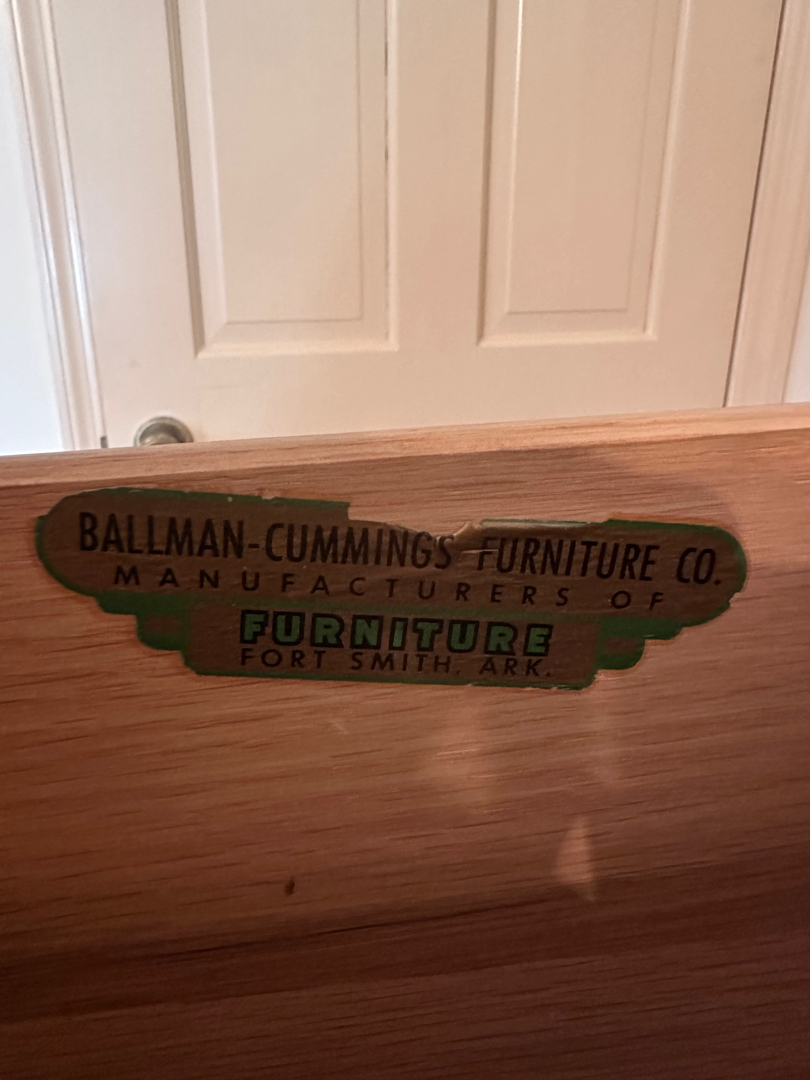 BALLMAN-CUMMINGS FURNITURE CO.
MANUFACTURERS OF
FURNITURE
FORT SMITH, ARK.